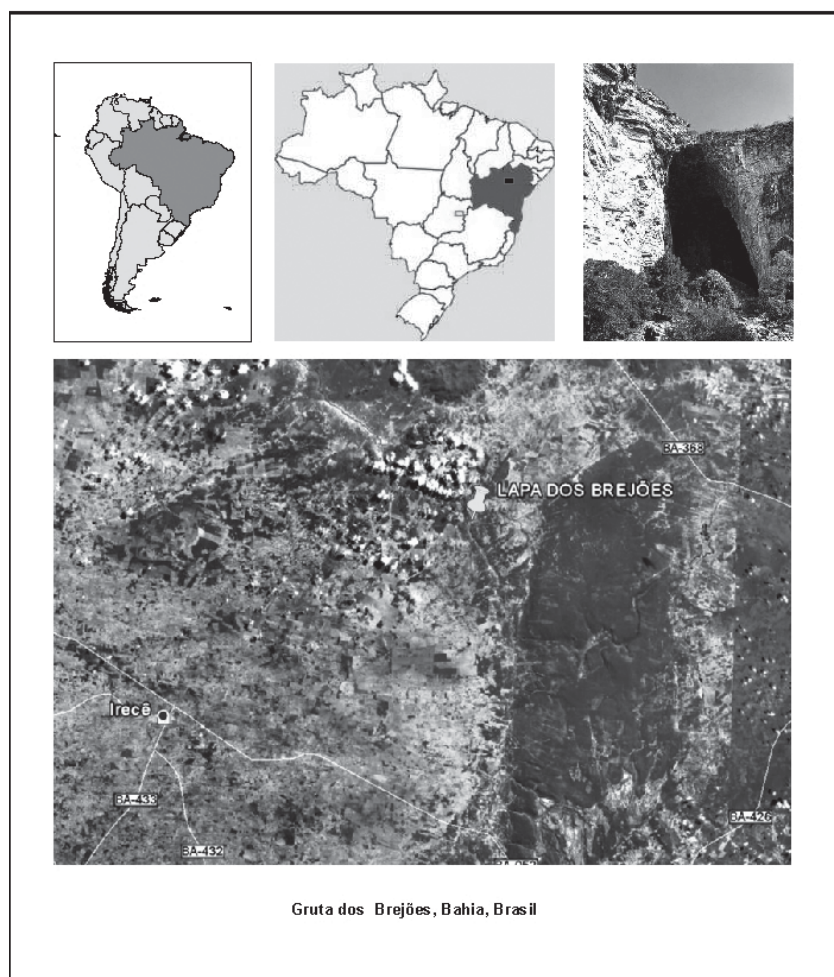 BA-368
LAPA DOS BREJÕES
Irecê
BA-433
BA-426
BA-432
Gruta dos Brejões, Bahia, Brasil